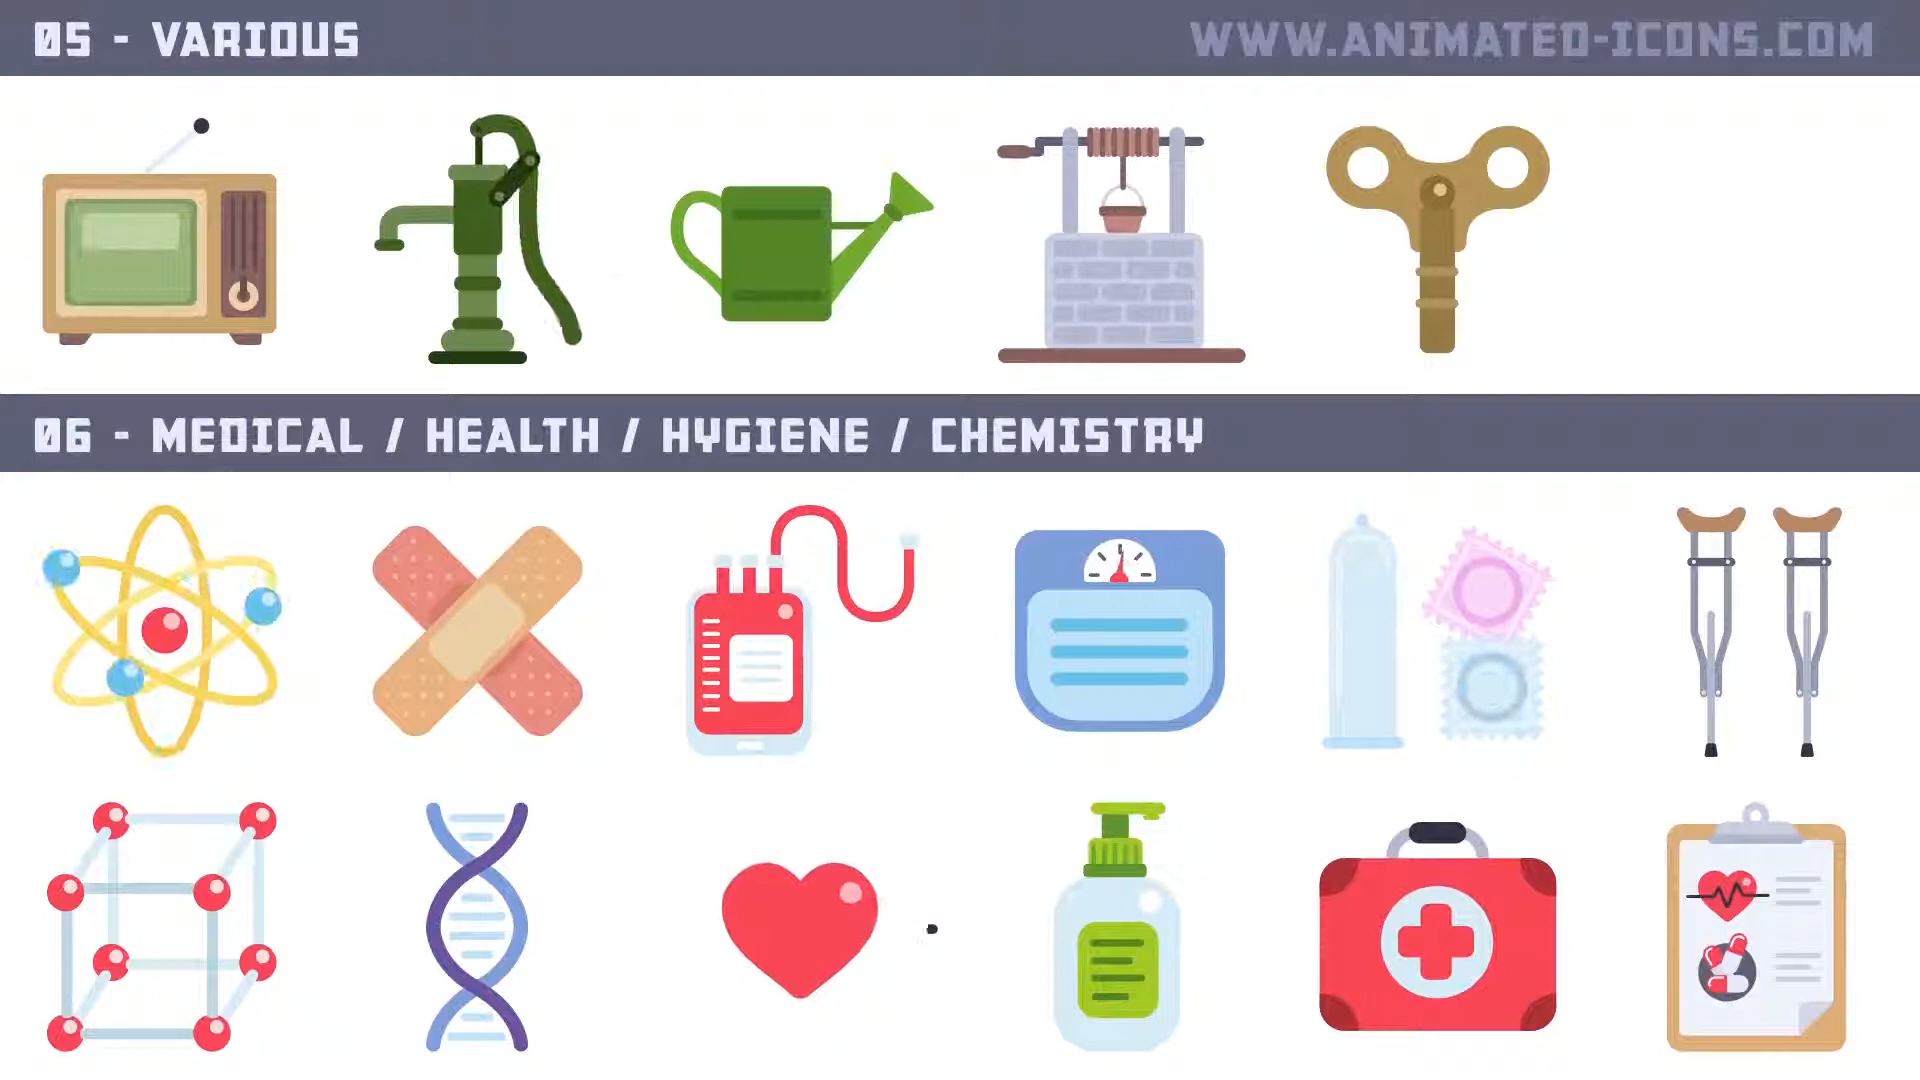 05 - VARIOUS
WWW.ANIMATED-ICONS.COM
06 - MEDICAL / HEALTH / HYGIENE / CHEMISTRY